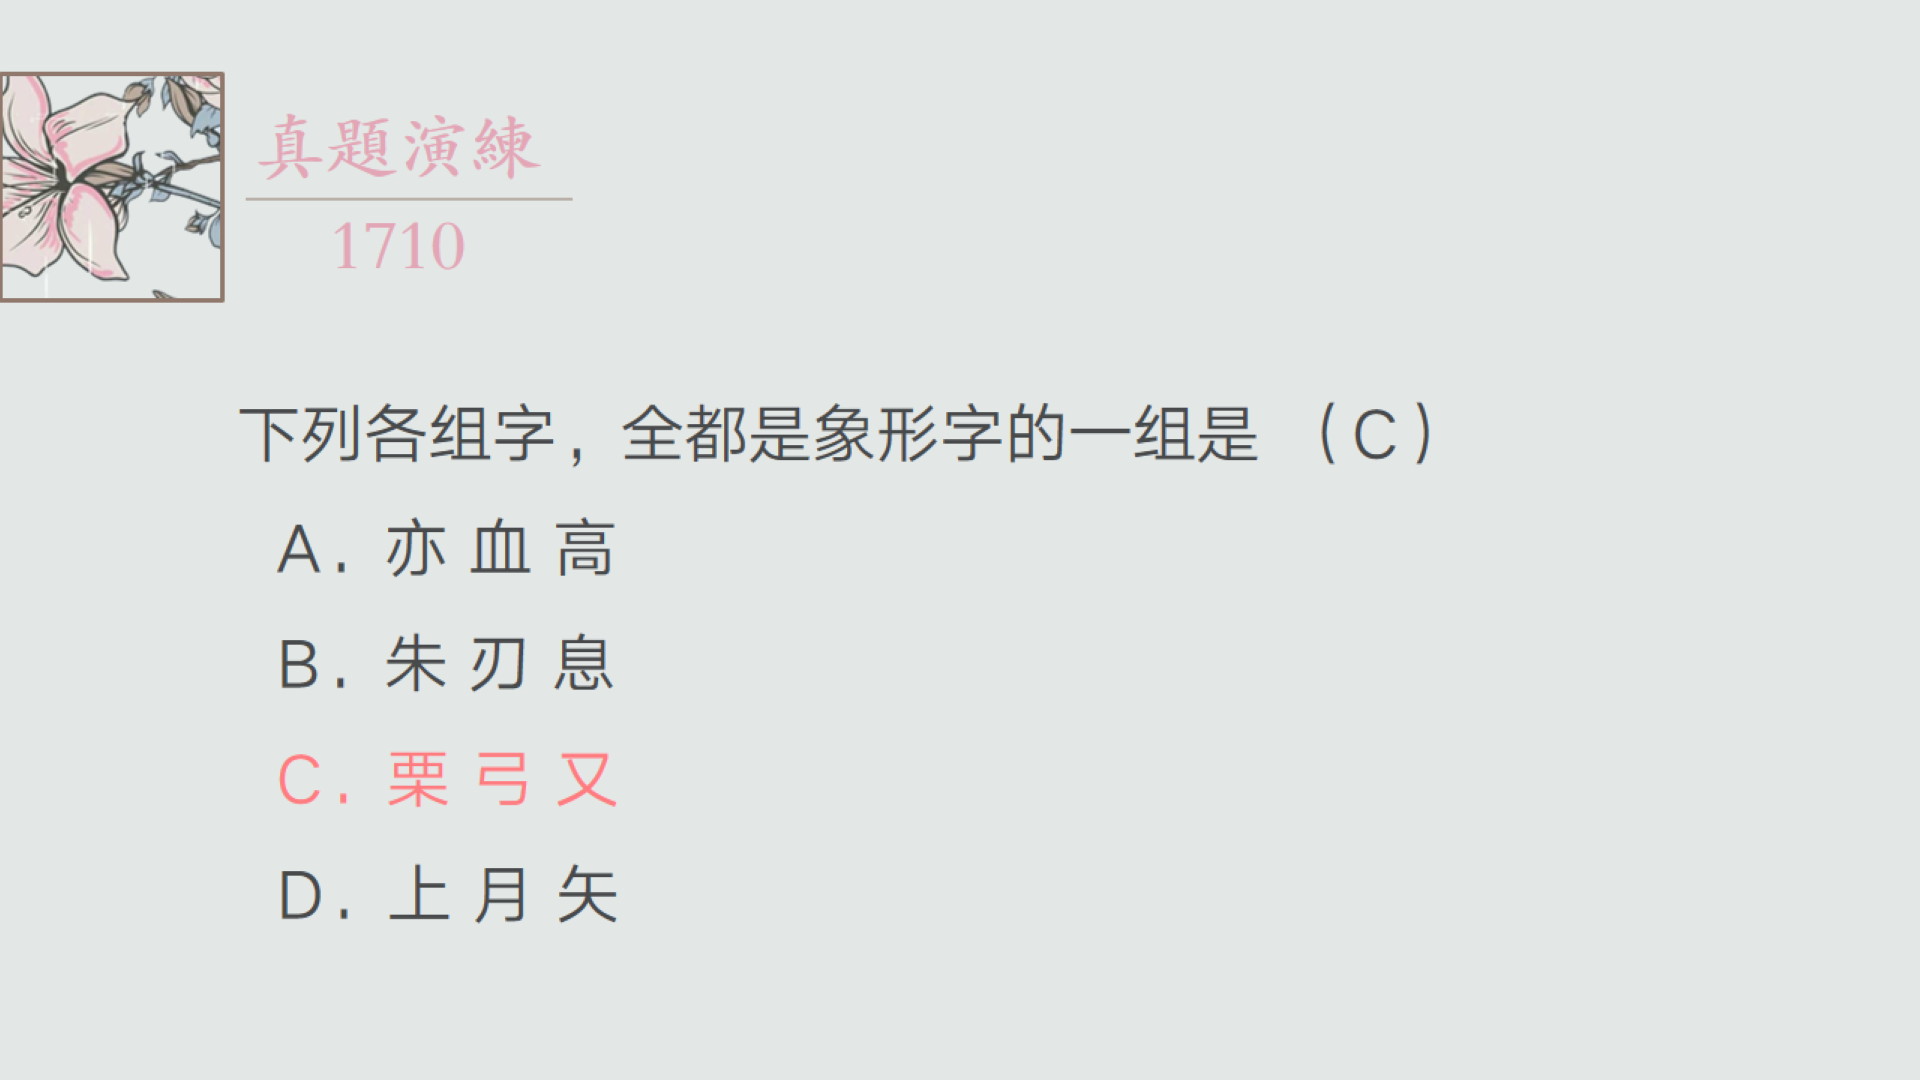 真題演練
1710
下列各组字，全都是象形字的一组是 （C）
A. 亦 血 高
B. 朱 刃 息
C. 栗 弓 又
D. 上 月 矢